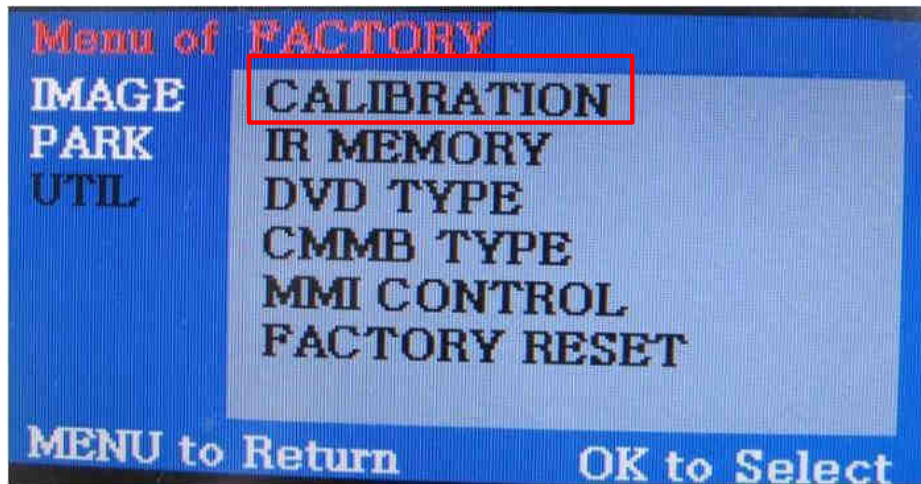 Menu of FACTORY
IMAGE
PARK
UTIL
CALIBRATION
IR MEMORY
DVD TYPE
CMMB TYPE
MMI CONTROL
FACTORY RESET
MENU to Return
OK to Select